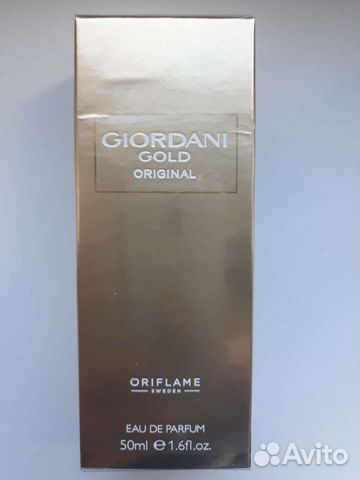 GIORDANI
GOLD
ORIGINAL
ORIFLAME
SWEDEN
EAU DE PARFUM
50ml e 1.6fl.oz.
Avito